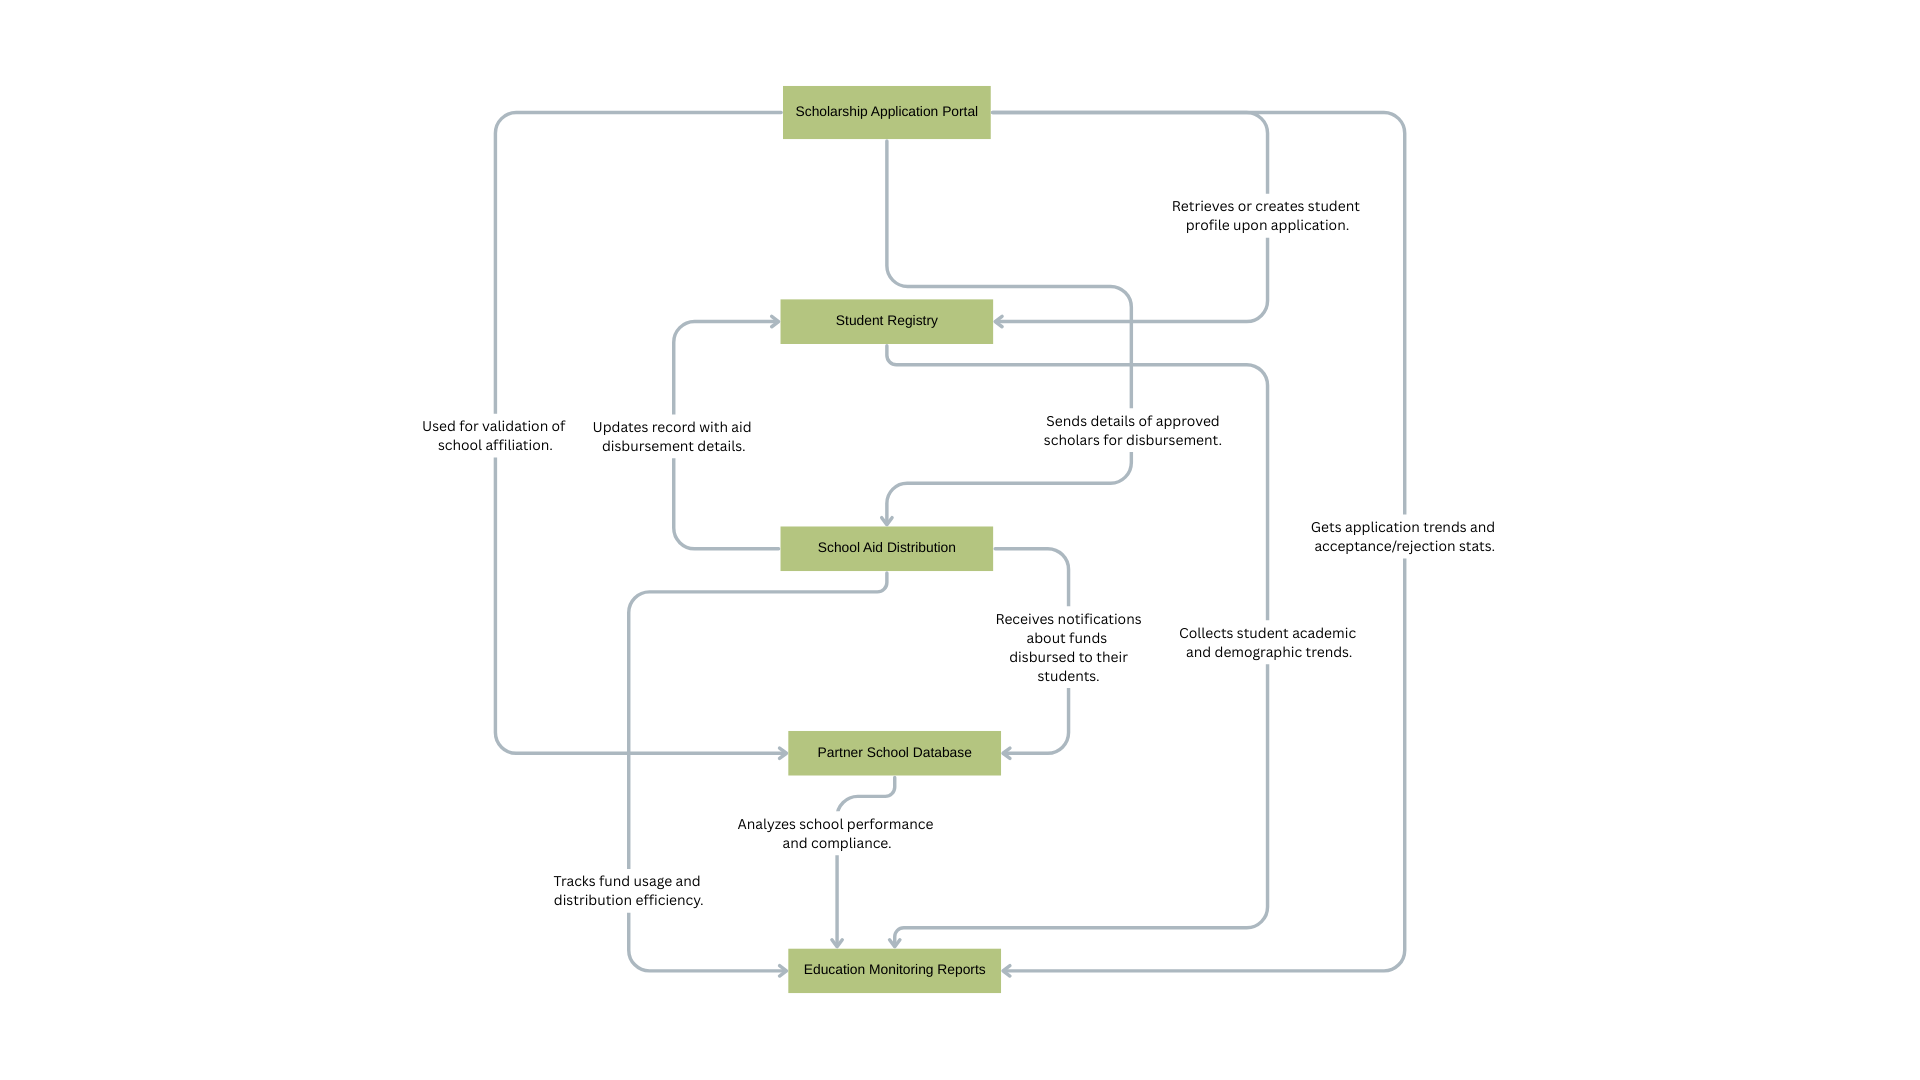 Scholarship Application Portal
Retrieves or creates student
profile upon application.
Student Registry
Used for validation of
school affiliation.
Updates record with aid
disbursement details.
Sends details of approved
scholars for disbursement.
Gets application trends and
acceptance/rejection stats.
School Aid Distribution
Receives notifications
about funds
disbursed to their
students.
Collects student academic
and demographic trends.
Partner School Database
Analyzes school performance
and compliance.
Tracks fund usage and
distribution efficiency.
Education Monitoring Reports